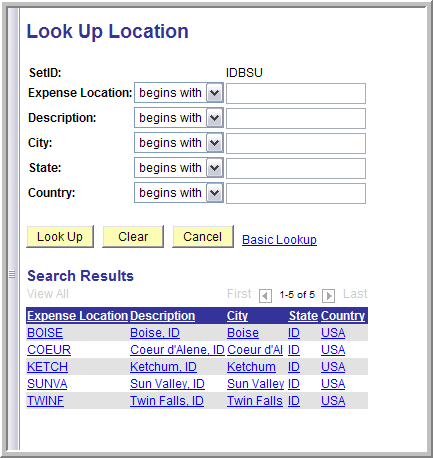 Look Up Location
SetID: IDBSU
Expense Location: begins with
Description: begins with
City: begins with
State: begins with
Country: begins with
Look Up Clear Cancel Basic Lookup
Search Results
View All First 1-5 of 5 Last
Expense Location Description City State Country
BOISE Boise, ID Boise ID USA
COEUR Coeur d'Alene, ID Coeur d'Al ID USA
KETCH Ketchum, ID Ketchum ID USA
SUNVA Sun Valley, ID Sun Valley ID USA
TWINF Twin Falls, ID Twin Falls ID USA